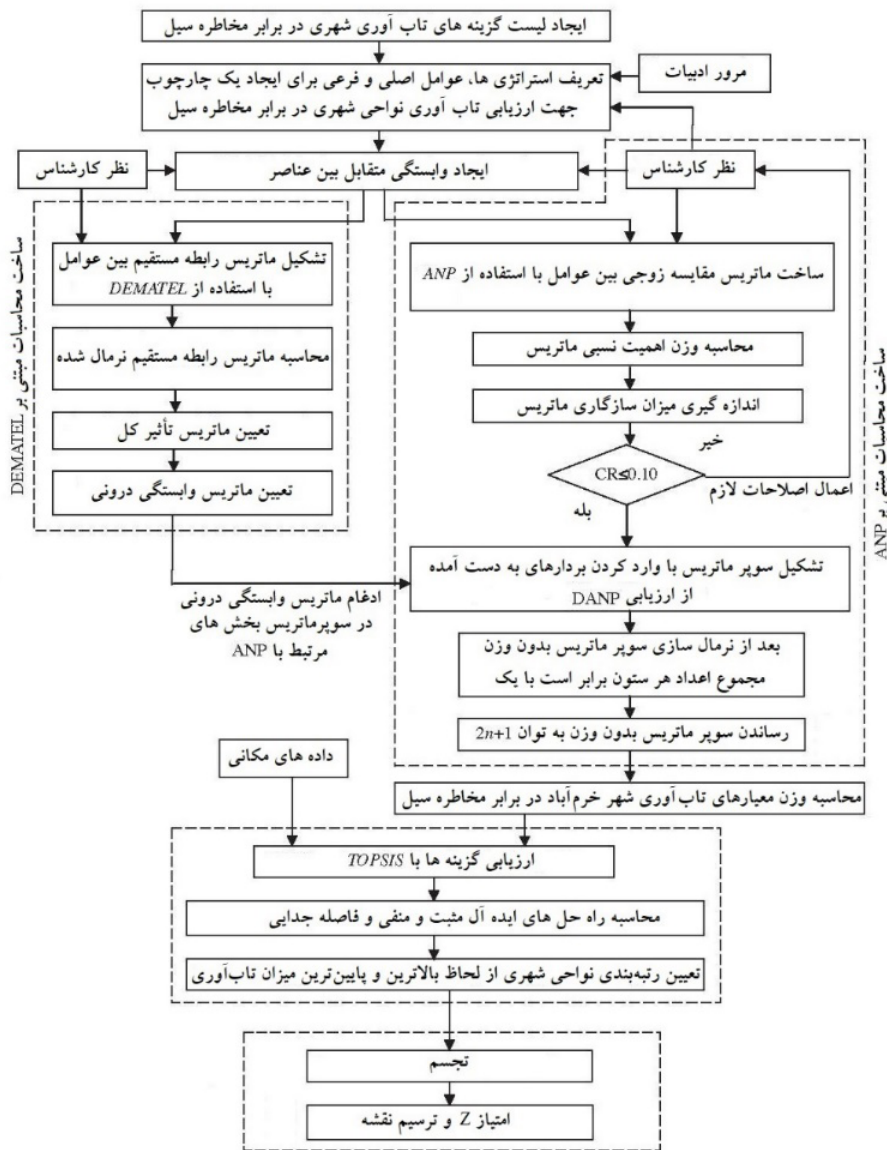 ایجاد لیست گزینه های تاب آوری شهری در برابر مخاطره سیل
تعریف استراتژی ها، عوامل اصلی و فرعی برای ایجاد یک چارچوب
جهت ارزیابی تاب آوری نواحی شهری در برابر مخاطره سیل
مرور ادبیات
نظر کارشناس
ایجاد وابستگی متقابل بین عناصر
نظر کارشناس
ساخت محاسبات مبتنی بر ANP
ساخت ماتریس مقایسه زوجی بین عوامل با استفاده از ANP
محاسبه وزن اهمیت نسبی ماتریس
اندازه گیری میزان سازگاری ماتریس
خیر
CR≤0.10
اعمال اصلاحات لازم
بله
ساخت محاسبات مبتنی بر DEMATEL
تشکیل ماتریس رابطه مستقیم بین عوامل
با استفاده از DEMATEL
محاسبه ماتریس رابطه مستقیم نرمال شده
تعیین ماتریس تأثیر کل
تعیین ماتریس وابستگی درونی
ادغام ماتریس وابستگی درونی
در سوپرماتریس بخش های
مرتبط با ANP
تشکیل سوپر ماتریس با وارد کردن بردارهای به دست آمده
از ارزیابی DANP
بعد از نرمال سازی سوپر ماتریس بدون وزن
مجموع اعداد هر ستون برابر است با یک
رساندن سوپر ماتریس بدون وزن به توان 2n+1
داده های مکانی
محاسبه وزن معیارهای تاب آوری شهر خرم آباد در برابر مخاطره سیل
ارزیابی گزینه ها با TOPSIS
محاسبه راه حل های ایده آل مثبت و منفی و فاصله جدایی
تعیین رتبه‌بندی نواحی شهری از لحاظ بالاترین و پایین‌ترین میزان تاب‌آوری
تجسم
امتیاز Z و ترسیم نقشه